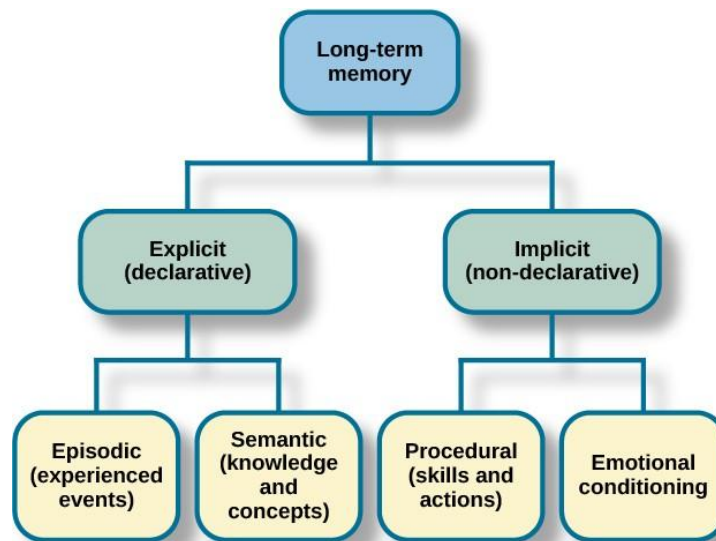 Long-term
memory
Explicit
(declarative)
Implicit
(non-declarative)
Episodic
(experienced
events)
Semantic
(knowledge
and
concepts)
Procedural
(skills and
actions)
Emotional
conditioning